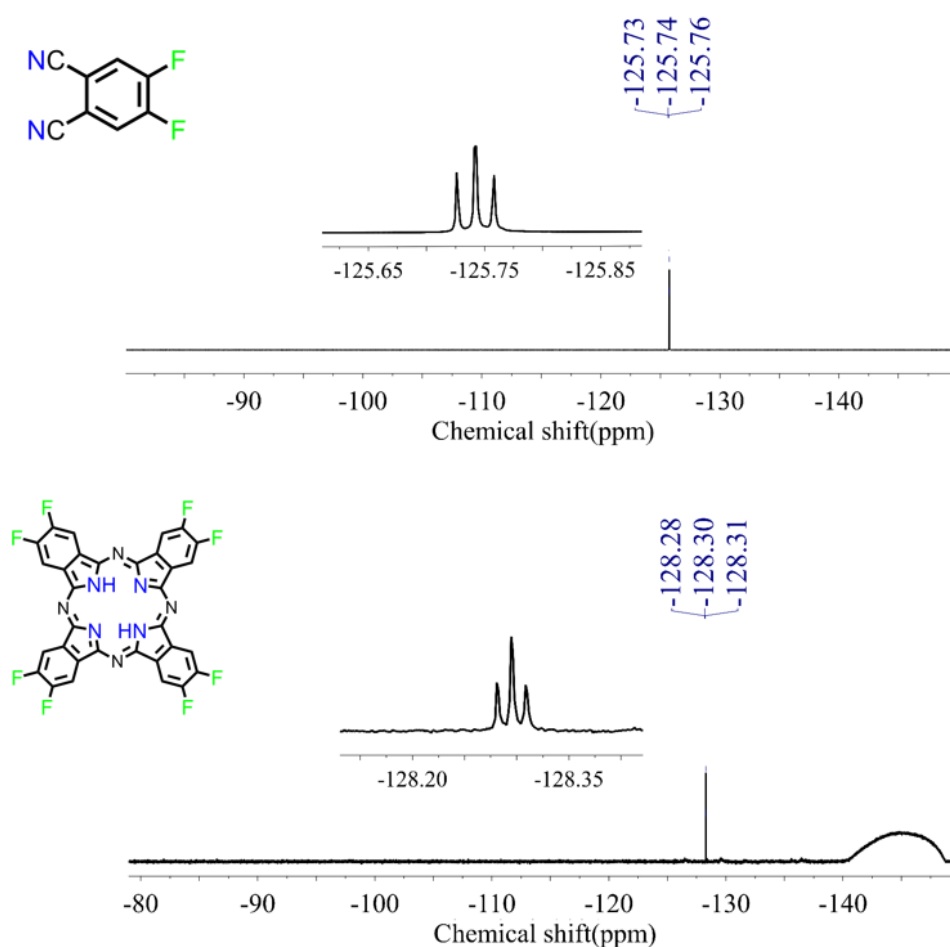 NC
F
NC
F
-125.73
-125.74
-125.76
-125.65 -125.75 -125.85
-90 -100 -110 -120 -130 -140
Chemical shift(ppm)
F F
F N F
NH N
N N
N HN
F N F
F F
-128.28
-128.30
-128.31
-128.20 -128.35
-80 -90 -100 -110 -120 -130 -140
Chemical shift(ppm)